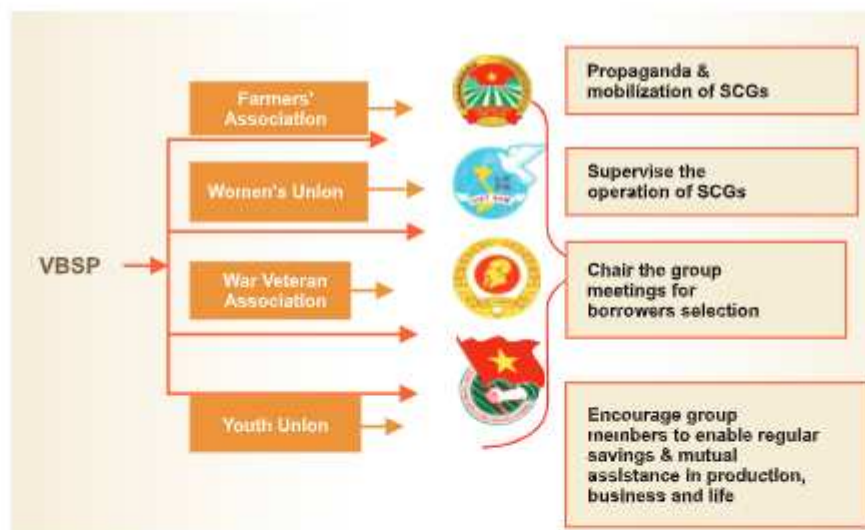 Farmers'
Association
Propaganda &
mobilization of SCGs
Women's Union
VIET NAM
Supervise the
operation of SCGs
VBSP
War Veteran
Association
Chair the group
meetings for
borrowers selection
Youth Union
Encourage group
members to enable regular
savings & mutual
assistance in production,
business and life